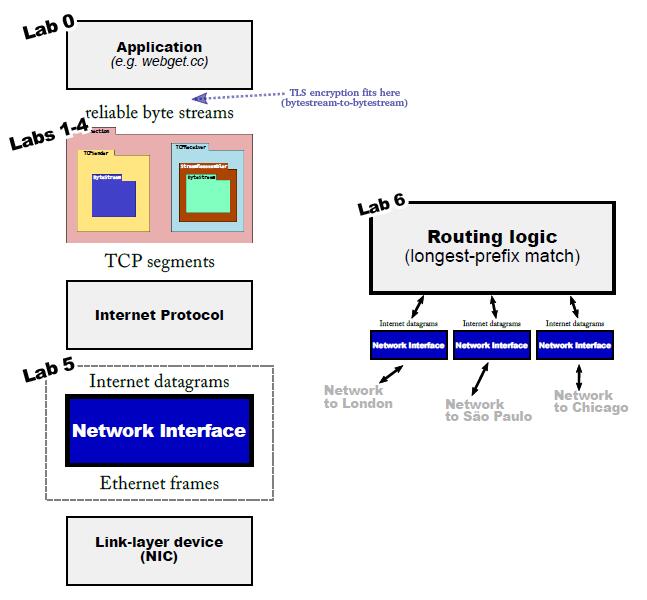 Lab 0
Application
(e.g. webget.cc)
TLS encryption fits here
(bytestream-to-bytestream)
reliable byte streams
Labs 1-4
TCPSender
ByteStream
TCPReceiver
StreamReassembler
ByteStream
TCP segments
Internet Protocol
Lab 5
Internet datagrams
Network Interface
Ethernet frames
Link-layer device
(NIC)
Lab 6
Routing logic
(longest-prefix match)
Internet datagrams
Internet datagrams
Internet datagrams
Network Interface
Network Interface
Network Interface
Network
to London
Network
to São Paulo
Network
to Chicago